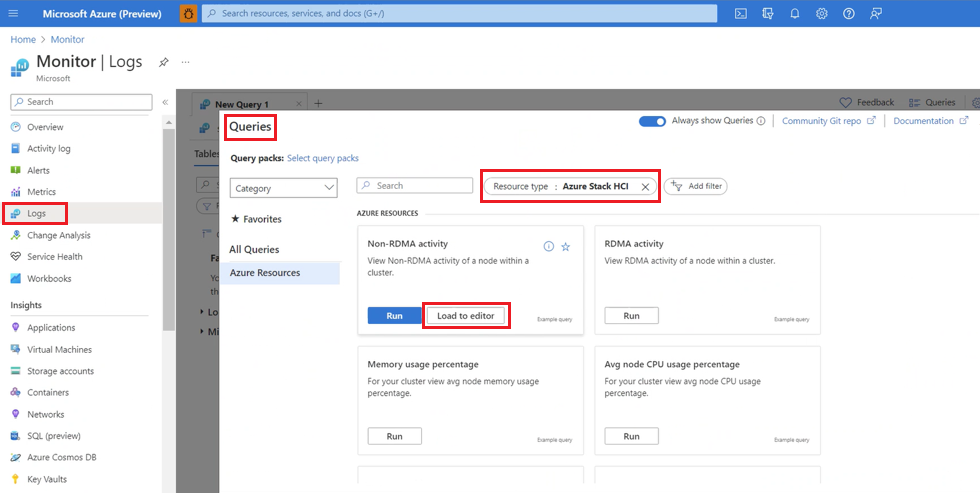 Microsoft Azure (Preview)
Search resources, services, and docs (G+/)
Home > Monitor
Monitor | Logs
Microsoft
Search
Overview
Activity log
Alerts
Metrics
Logs
Change Analysis
Service Health
Workbooks
Insights
Applications
Virtual Machines
Storage accounts
Containers
Networks
SQL (preview)
Azure Cosmos DB
Key Vaults
New Query 1
Feedback
Queries
Tables
Queries
Always show Queries
Community Git repo
Documentation
Query packs: Select query packs
Category
Search
Resource type : Azure Stack HCI
Add filter
Favorites
All Queries
Azure Resources
AZURE RESOURCES
Non-RDMA activity
View Non-RDMA activity of a node within a
cluster.
Run
Load to editor
Example query
RDMA activity
View RDMA activity of a node within a cluster.
Run
Example query
Memory usage percentage
For your cluster view avg node memory usage
percentage.
Run
Example query
Avg node CPU usage percentage
For your cluster view avg node CPU usage
percentage.
Run
Example query